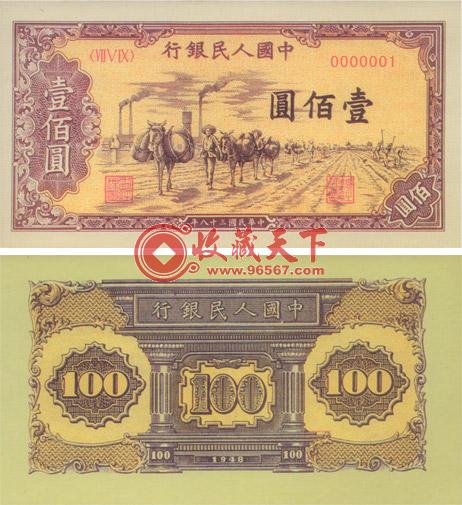 行銀民人國中
〈Ⅷ Ⅴ Ⅸ〉
0000001
壹佰圓
圓佰壹
佰圓
年八十三國民華中
收藏天下
www.96567.com
行銀民人國中
100
100
100
100
100
1948